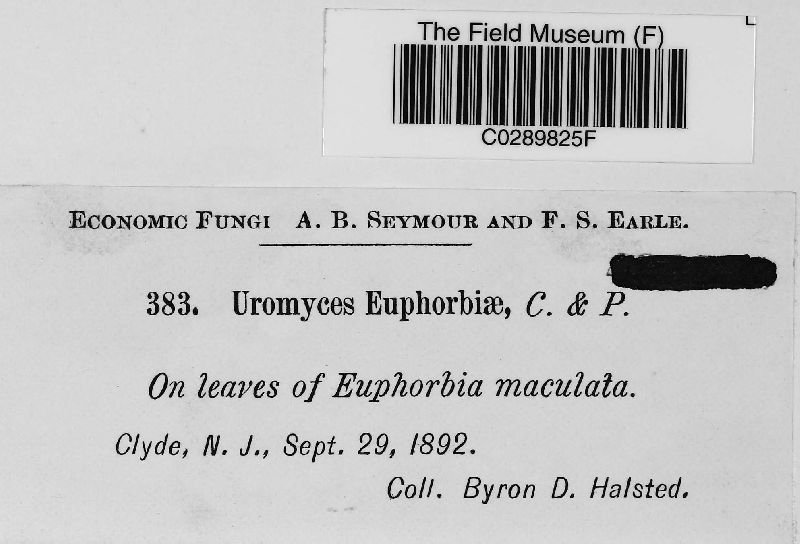 The Field Museum (F)
C0289825F
Economic Fungi A. B. Seymour and F. S. Earle.
383. Uromyces Euphorbiæ, C. & P.
On leaves of Euphorbia maculata.
Clyde, N. J., Sept. 29, 1892.
Coll. Byron D. Halsted.